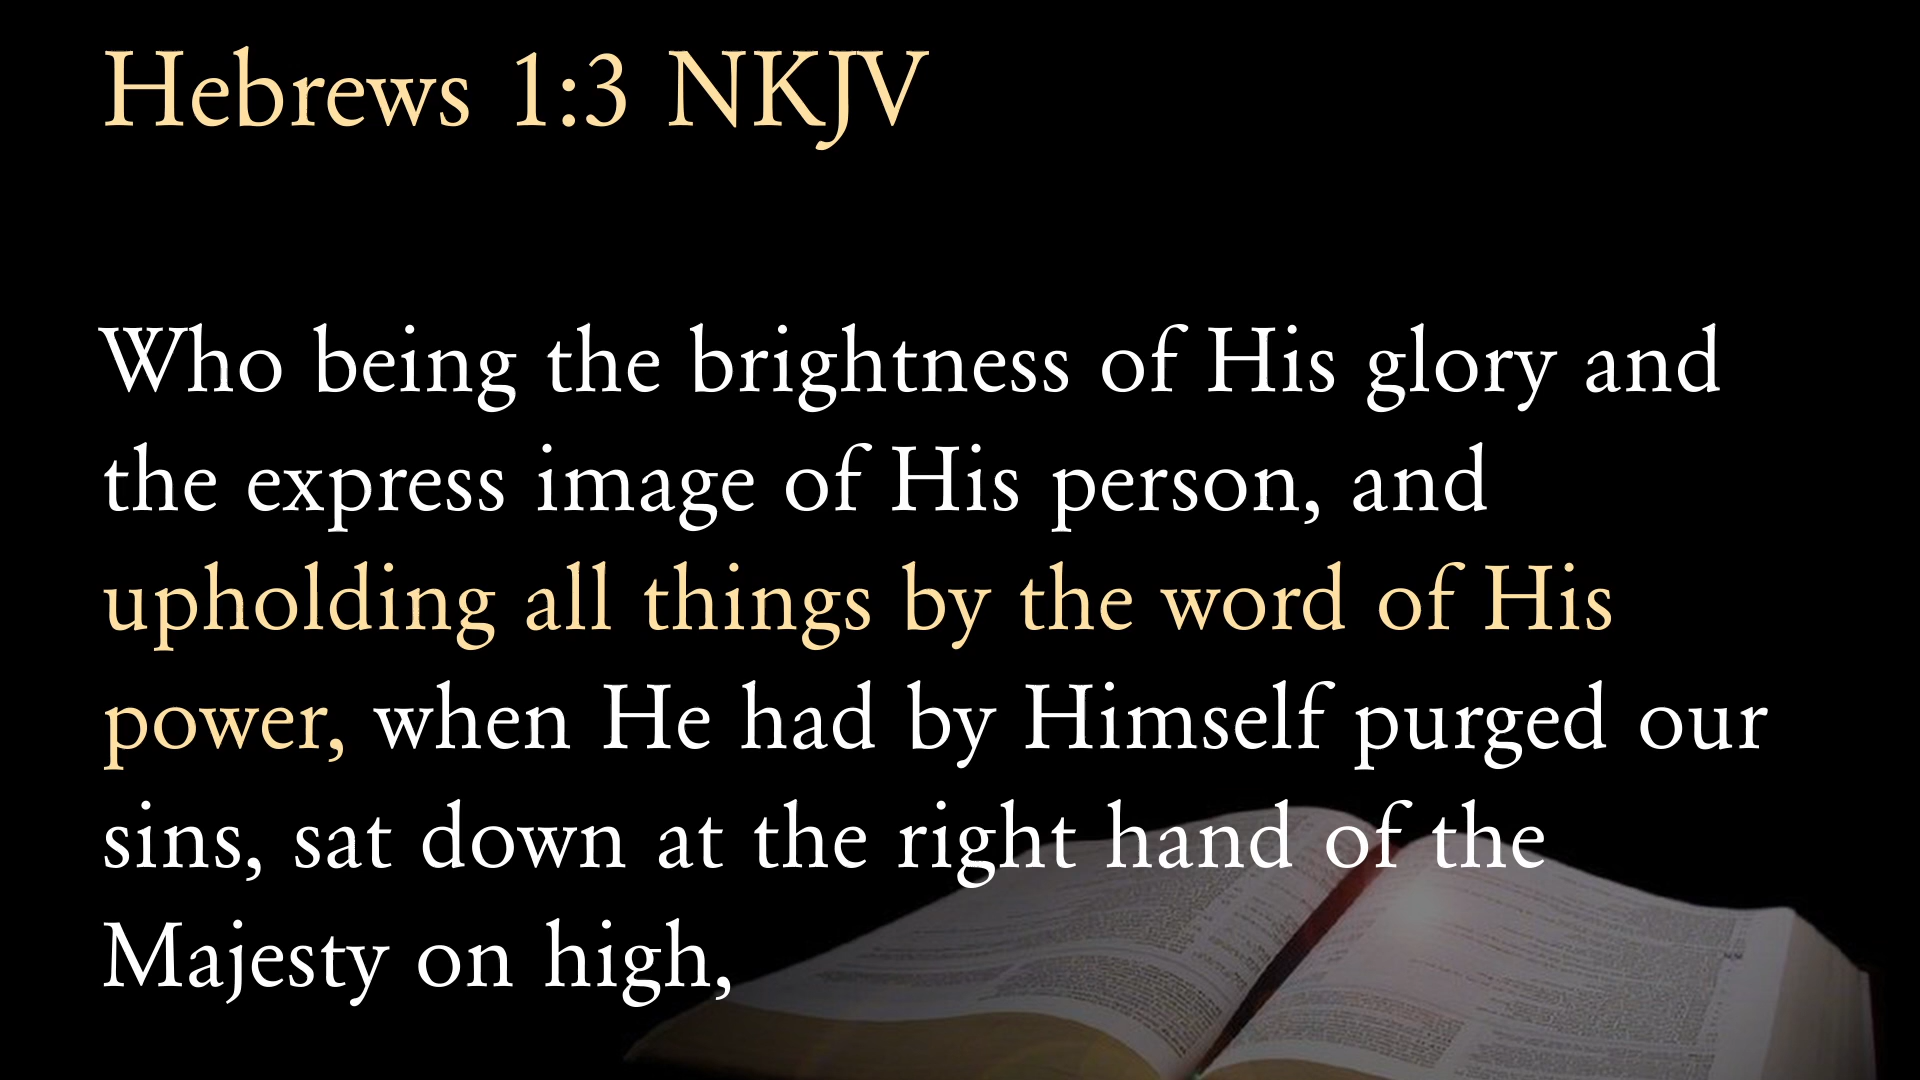 Hebrews 1:3 NKJV
Who being the brightness of His glory and
the express image of His person, and
upholding all things by the word of His
power, when He had by Himself purged our
sins, sat down at the right hand of the
Majesty on high,